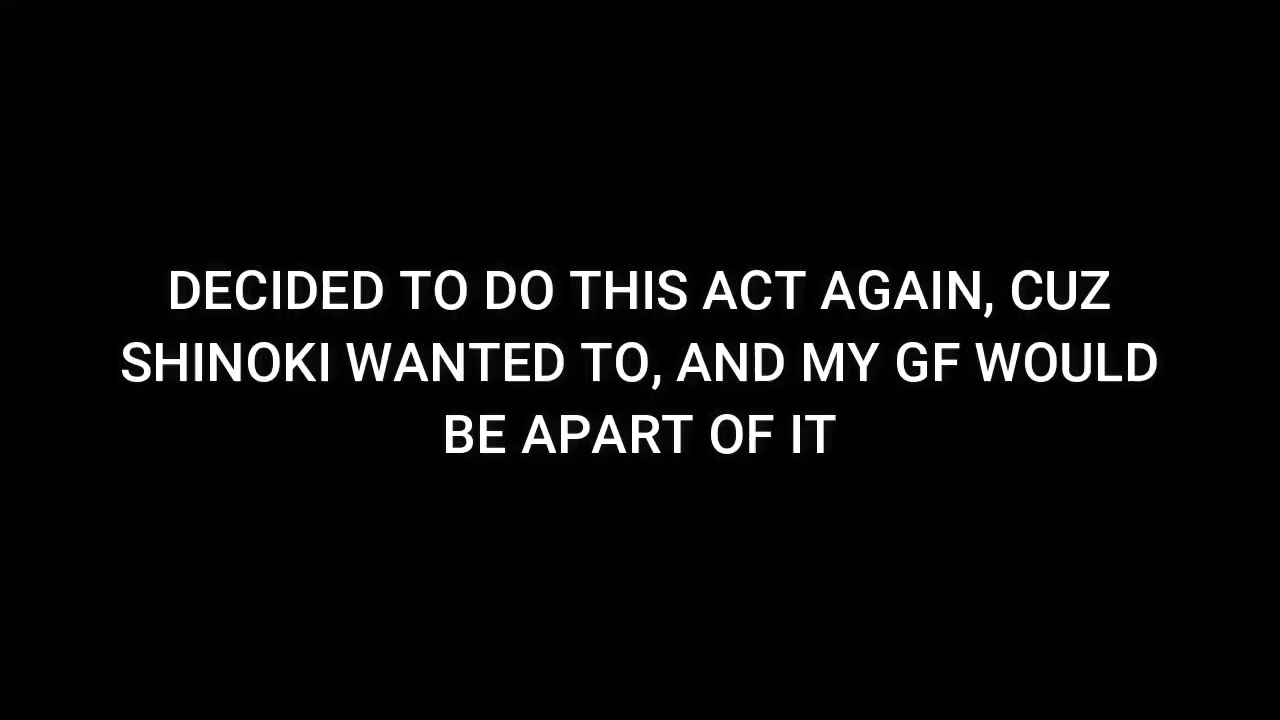 DECIDED TO DO THIS ACT AGAIN, CUZ
SHINOKI WANTED TO, AND MY GF WOULD
BE APART OF IT